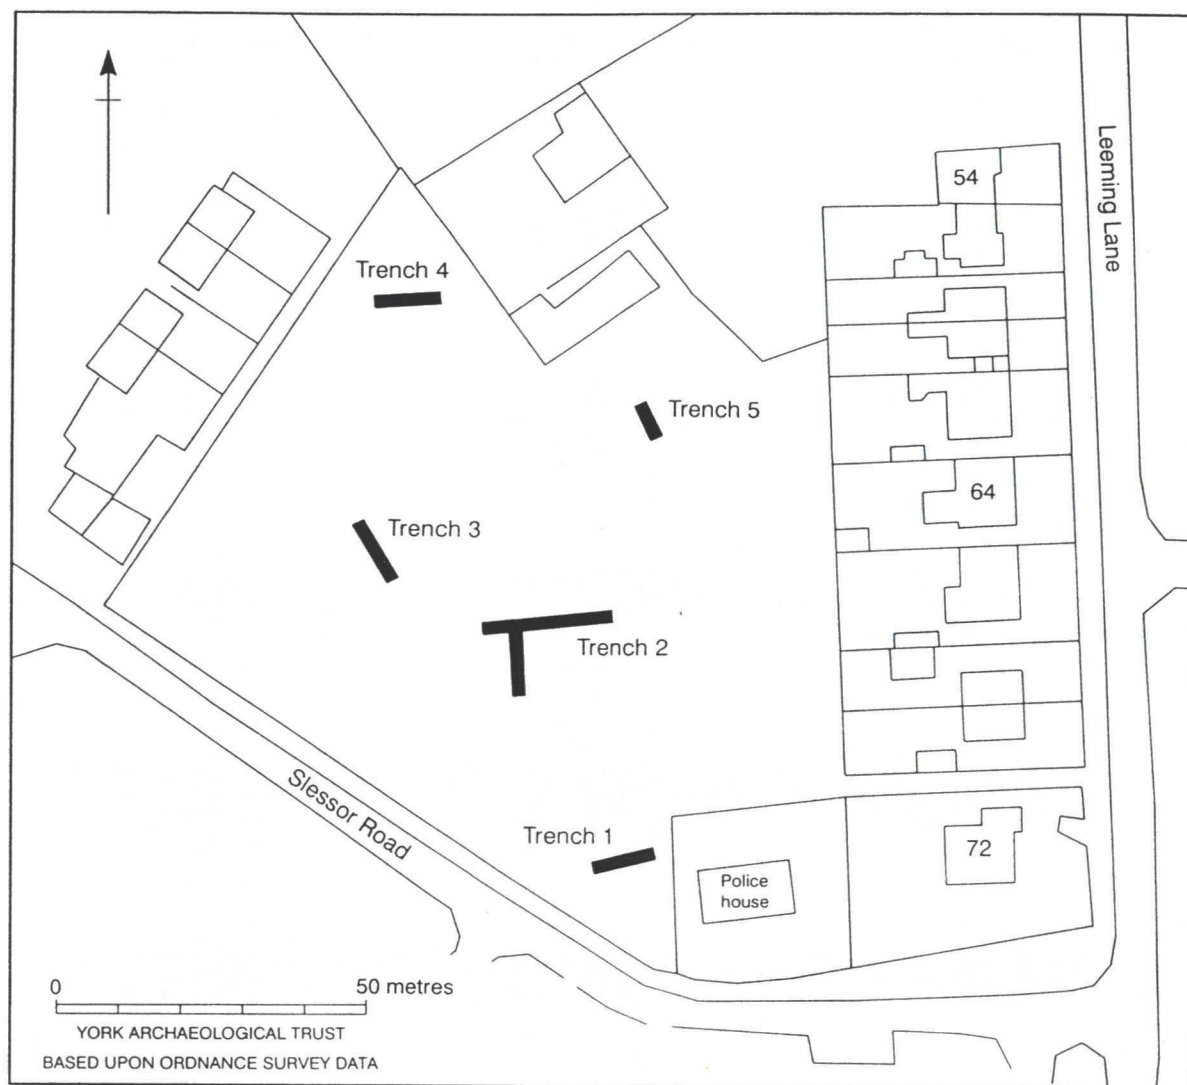 54
Leeming Lane
Trench 4
Trench 5
64
Trench 3
Trench 2
Slessor Road
Trench 1
72
Police
house
0 50 metres
YORK ARCHAEOLOGICAL TRUST
BASED UPON ORDNANCE SURVEY DATA